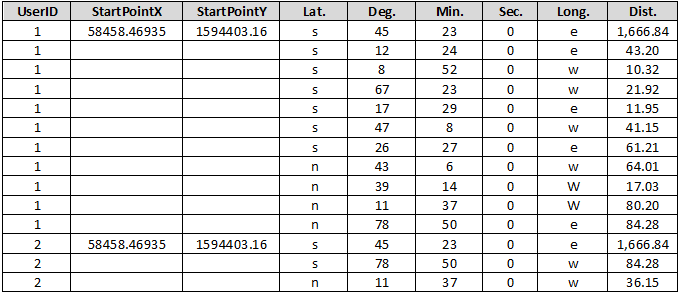 UserID StartPointX StartPointY Lat. Deg. Min. Sec. Long. Dist.
1 58458.46935 1594403.16 s 45 23 0 e 1,666.84
1 s 12 24 0 e 43.20
1 s 8 52 0 w 10.32
1 s 67 23 0 w 21.92
1 s 17 29 0 e 11.95
1 s 47 8 0 w 41.15
1 s 26 27 0 e 61.21
1 n 43 6 0 w 64.01
1 n 39 14 0 W 17.03
1 n 11 37 0 W 80.20
1 n 78 50 0 e 84.28
2 58458.46935 1594403.16 s 45 23 0 e 1,666.84
2 s 78 50 0 w 84.28
2 n 11 37 0 w 36.15